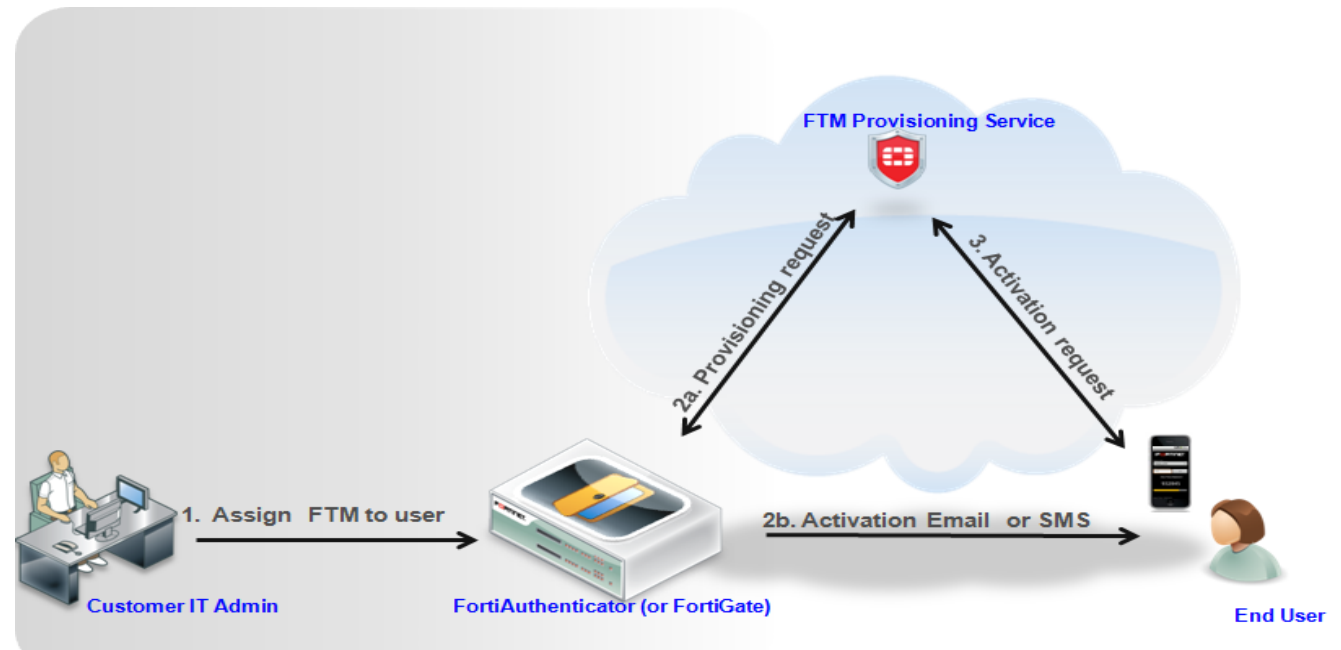 FTM Provisioning Service
2a. Provisioning request
3. Activation request
1. Assign FTM to user
2b. Activation Email or SMS
Customer IT Admin
FortiAuthenticator (or FortiGate)
End User